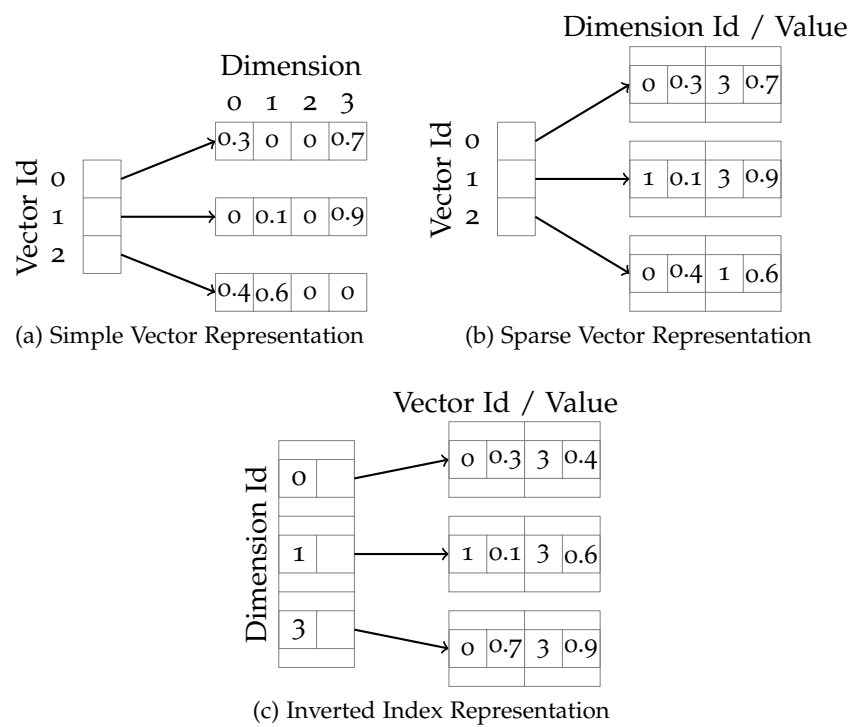 Dimension
0 1 2 3
Vector Id
0
1
2
0.3 0 0 0.7
0 0.1 0 0.9
0.4 0.6 0 0
(a) Simple Vector Representation
Dimension Id / Value
Vector Id
0
1
2
0 0.3 3 0.7
1 0.1 3 0.9
0 0.4 1 0.6
(b) Sparse Vector Representation
Vector Id / Value
Dimension Id
0
1
3
0 0.3 3 0.4
1 0.1 3 0.6
0 0.7 3 0.9
(c) Inverted Index Representation